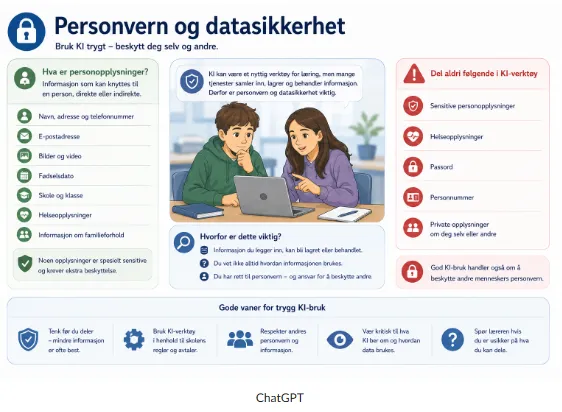 Personvern og datasikkerhet
Bruk KI trygt – beskytt deg selv og andre.
Hva er personopplysninger?
Informasjon som kan knyttes til
en person, direkte eller indirekte.
Navn, adresse og telefonnummer
E-postadresse
Bilder og video
Fødselsdato
Skole og klasse
Helseopplysninger
Informasjon om familieforhold
Noen opplysninger er spesielt sensitive
og krever ekstra beskyttelse.
KI kan være et nyttig verktøy for læring, men mange
tjenester samler inn, lagrer og behandler informasjon.
Derfor er personvern og datasikkerhet viktig.
Hvorfor er dette viktig?
Informasjon du legger inn, kan bli lagret eller behandlet.
Du vet ikke alltid hvordan informasjonen brukes.
Du har rett til personvern – og ansvar for å beskytte andre
Del aldri følgende i KI-verktøy
Sensitive personopplysninger
Helseopplysninger
Passord
Personnummer
Private opplysninger
om deg selv eller andre
God KI-bruk handler også om å
beskytte andre menneskers personvern.
Gode vaner for trygg KI-bruk
Tenk før du deler
– mindre informasjon
er ofte best.
Bruk KI-verktøy
i henhold til skolens
regler og avtaler.
Respekter andres
personvern og
informasjon.
Vær kritisk til hva
KI ber om og hvordan
data brukes.
Spør læreren hvis
du er usikker på hva
du kan dele.
ChatGPT